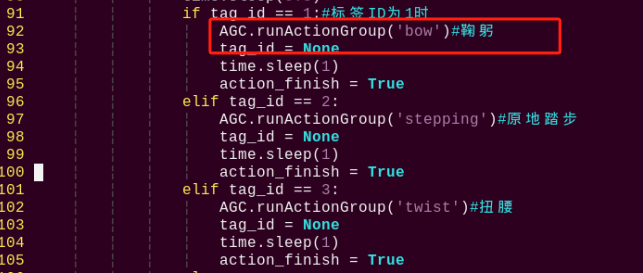 91 if tag_id == 1:#标签ID为1时
92 AGC.runActionGroup('bow')#鞠躬
93 tag_id = None
94 time.sleep(1)
95 action_finish = True
96 elif tag_id == 2:
97 AGC.runActionGroup('stepping')#原地踏步
98 tag_id = None
99 time.sleep(1)
100 action_finish = True
101 elif tag_id == 3:
102 AGC.runActionGroup('twist')#扭腰
103 tag_id = None
104 time.sleep(1)
105 action_finish = True